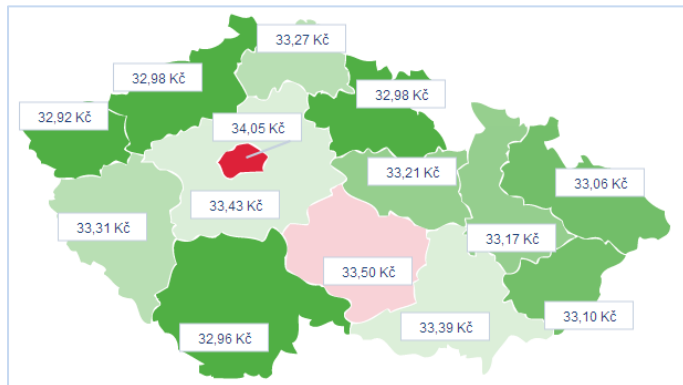 33,27 Kč
32,98 Kč
32,98 Kč
32,92 Kč
34,05 Kč
33,21 Kč
33,06 Kč
33,43 Kč
33,31 Kč
33,17 Kč
33,50 Kč
33,10 Kč
33,39 Kč
32,96 Kč